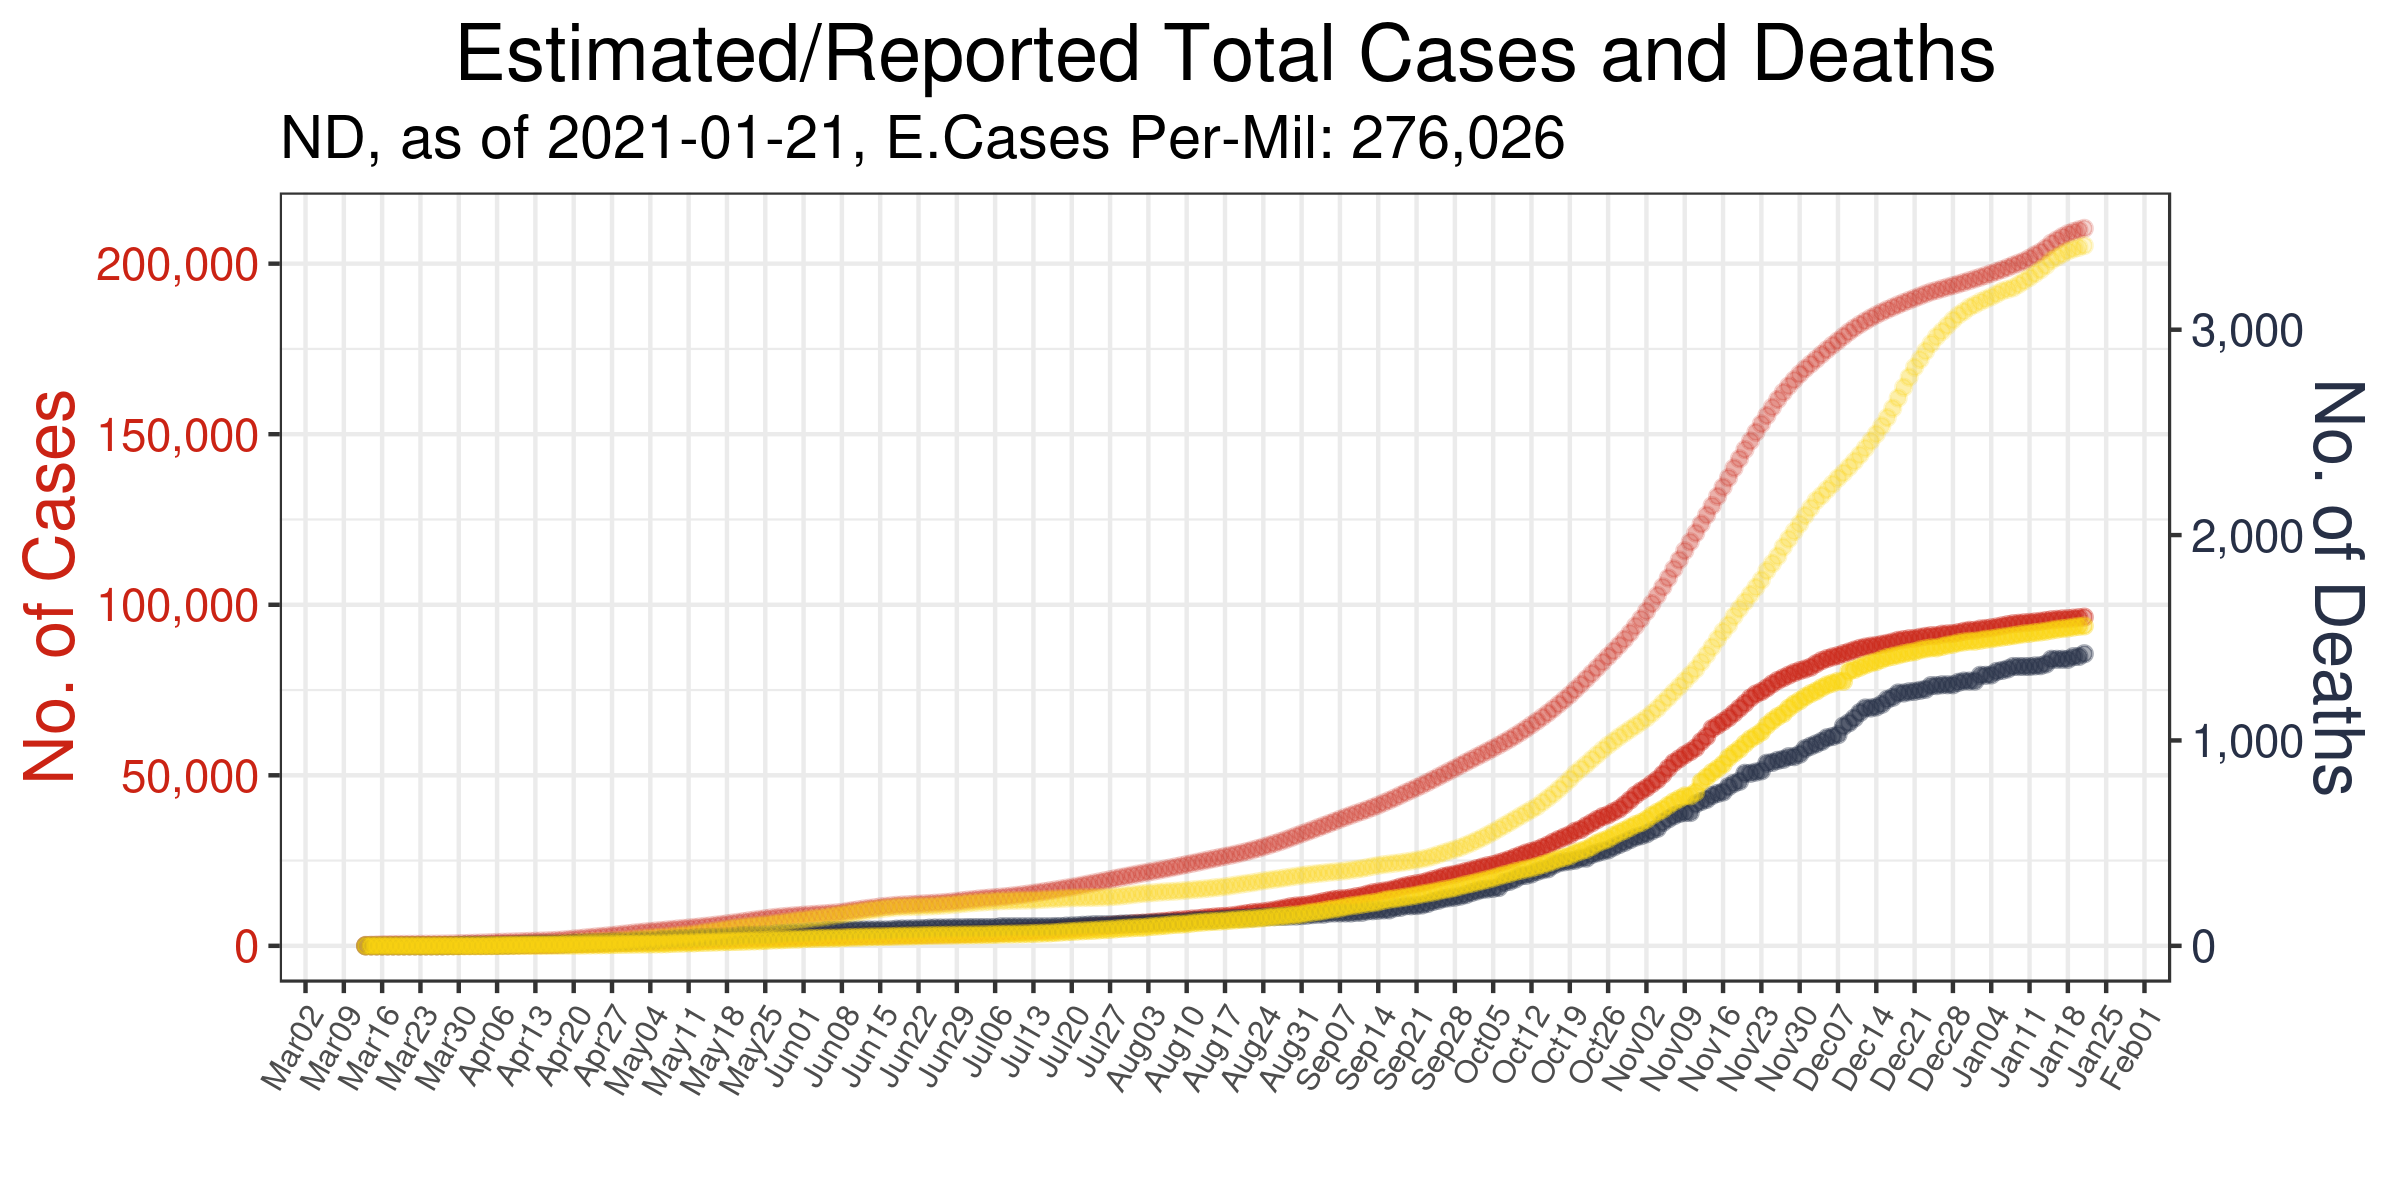 Estimated/Reported Total Cases and Deaths
ND, as of 2021-01-21, E.Cases Per-Mil: 276,026
No. of Cases
200,000
150,000
100,000
50,000
0
3,000
2,000
1,000
0
No. of Deaths
Mar02
Mar09
Mar16
Mar23
Mar30
Apr06
Apr13
Apr20
Apr27
May04
May11
May18
May25
Jun01
Jun08
Jun15
Jun22
Jun29
Jul06
Jul13
Jul20
Jul27
Aug03
Aug10
Aug17
Aug24
Aug31
Sep07
Sep14
Sep21
Sep28
Oct05
Oct12
Oct19
Oct26
Nov02
Nov09
Nov16
Nov23
Nov30
Dec07
Dec14
Dec21
Dec28
Jan04
Jan11
Jan18
Jan25
Feb01